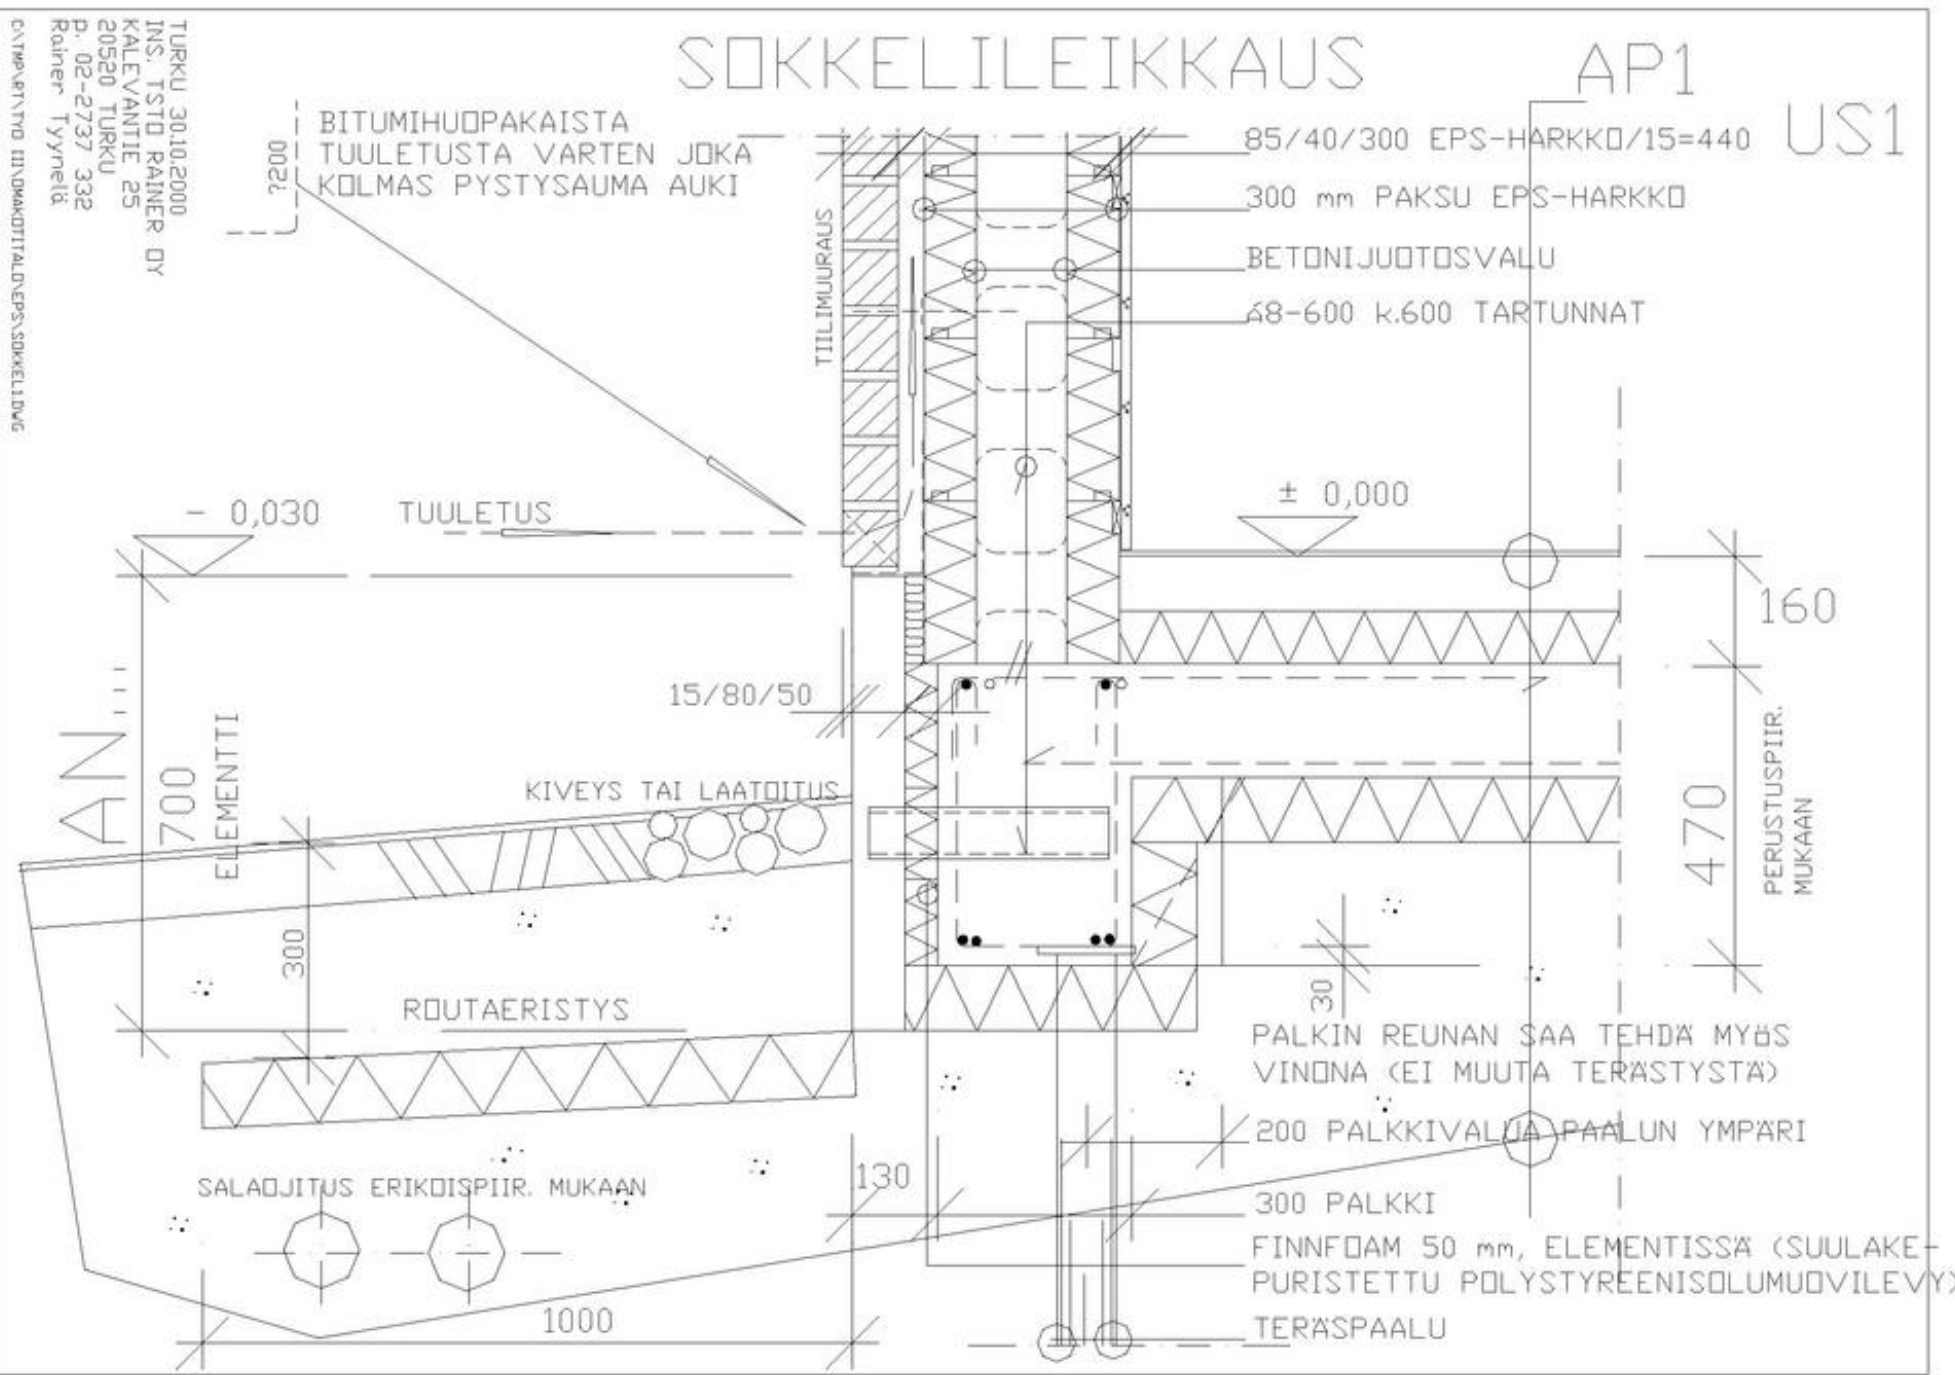 SOKKELILEIKKAUS
AP1
US1
TURKU 30.10.2000
INS. TSTO RAINER OY
KALEVANTIE 25
20520 TURKU
P. 02-2737 332
Rainer Tyynelä
BITUMIHUOPAKAISTA
TUULETUSTA VARTEN JOKA
KOLMAS PYSTYSAUMA AUKI
?200
TIILIMUURAUS
85/40/300 EPS-HARKKO/15=440
300 mm PAKSU EPS-HARKKO
BETONIJUOTOSVALU
68-600 k.600 TARTUNNAT
- 0,030
TUULETUS
± 0,000
160
15/80/50
700
ELEMENTTI
KIVEYS TAI LAATOITUS
470
PERUSTUSPIIR.
MUKAAN
300
ROUTAERISTYS
30
PALKIN REUNAN SAA TEHDÄ MYÖS
VINONA (EI MUUTA TERÄSTYSTÄ)
200 PALKKIVALUA PAALUN YMPÄRI
SALAOJITUS ERIKOISPIIR. MUKAAN
130
300 PALKKI
FINNFOAM 50 mm, ELEMENTISSÄ (SUULAKE-
PURISTETTU POLYSTYREENISOLUMUOVILEVY)
1000
TERÄSPAALU